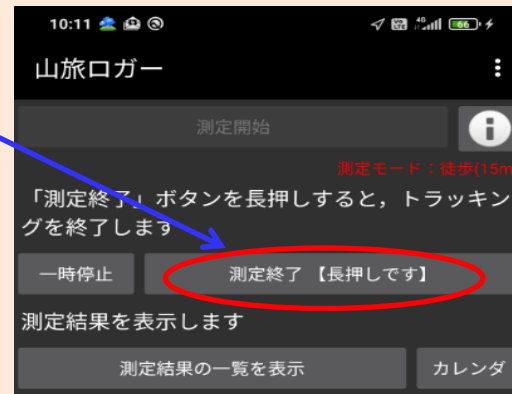 10:11
4G
66
山旅ロガー
測定開始
測定モード：徒歩(15m
「測定終了」ボタンを長押しすると，トラッキン
グを終了します
一時停止 測定終了 【長押しです】
測定結果を表示します
測定結果の一覧を表示 カレンダ